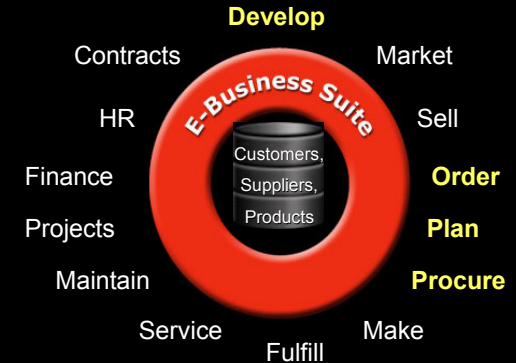 Develop
Contracts
Market
E-Business Suite
HR
Sell
Customers,
Suppliers,
Products
Finance
Order
Projects
Plan
Maintain
Procure
Service
Make
Fulfill